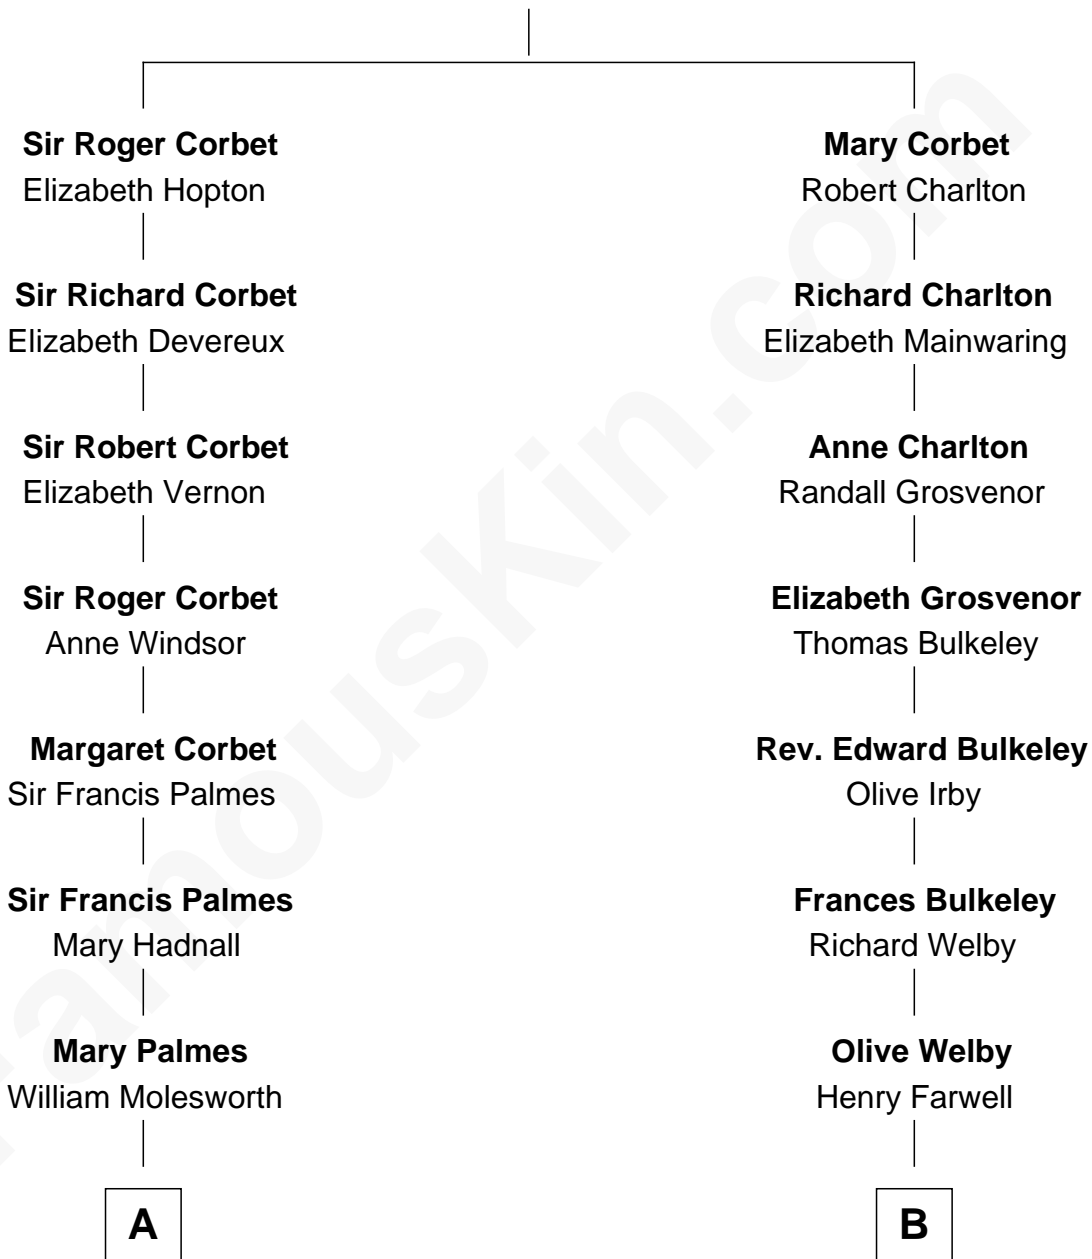 Sir Roger Corbet
Elizabeth Hopton
Sir Richard Corbet
Elizabeth Devereux
Sir Robert Corbet
Elizabeth Vernon
Sir Roger Corbet
Anne Windsor
Margaret Corbet
Sir Francis Palmes
Sir Francis Palmes
Mary Hadnall
Mary Palmes
William Molesworth
A
Mary Corbet
Robert Charlton
Richard Charlton
Elizabeth Mainwaring
Anne Charlton
Randall Grosvenor
Elizabeth Grosvenor
Thomas Bulkeley
Rev. Edward Bulkeley
Olive Irby
Frances Bulkeley
Richard Welby
Olive Welby
Henry Farwell
B
FamousKin.com